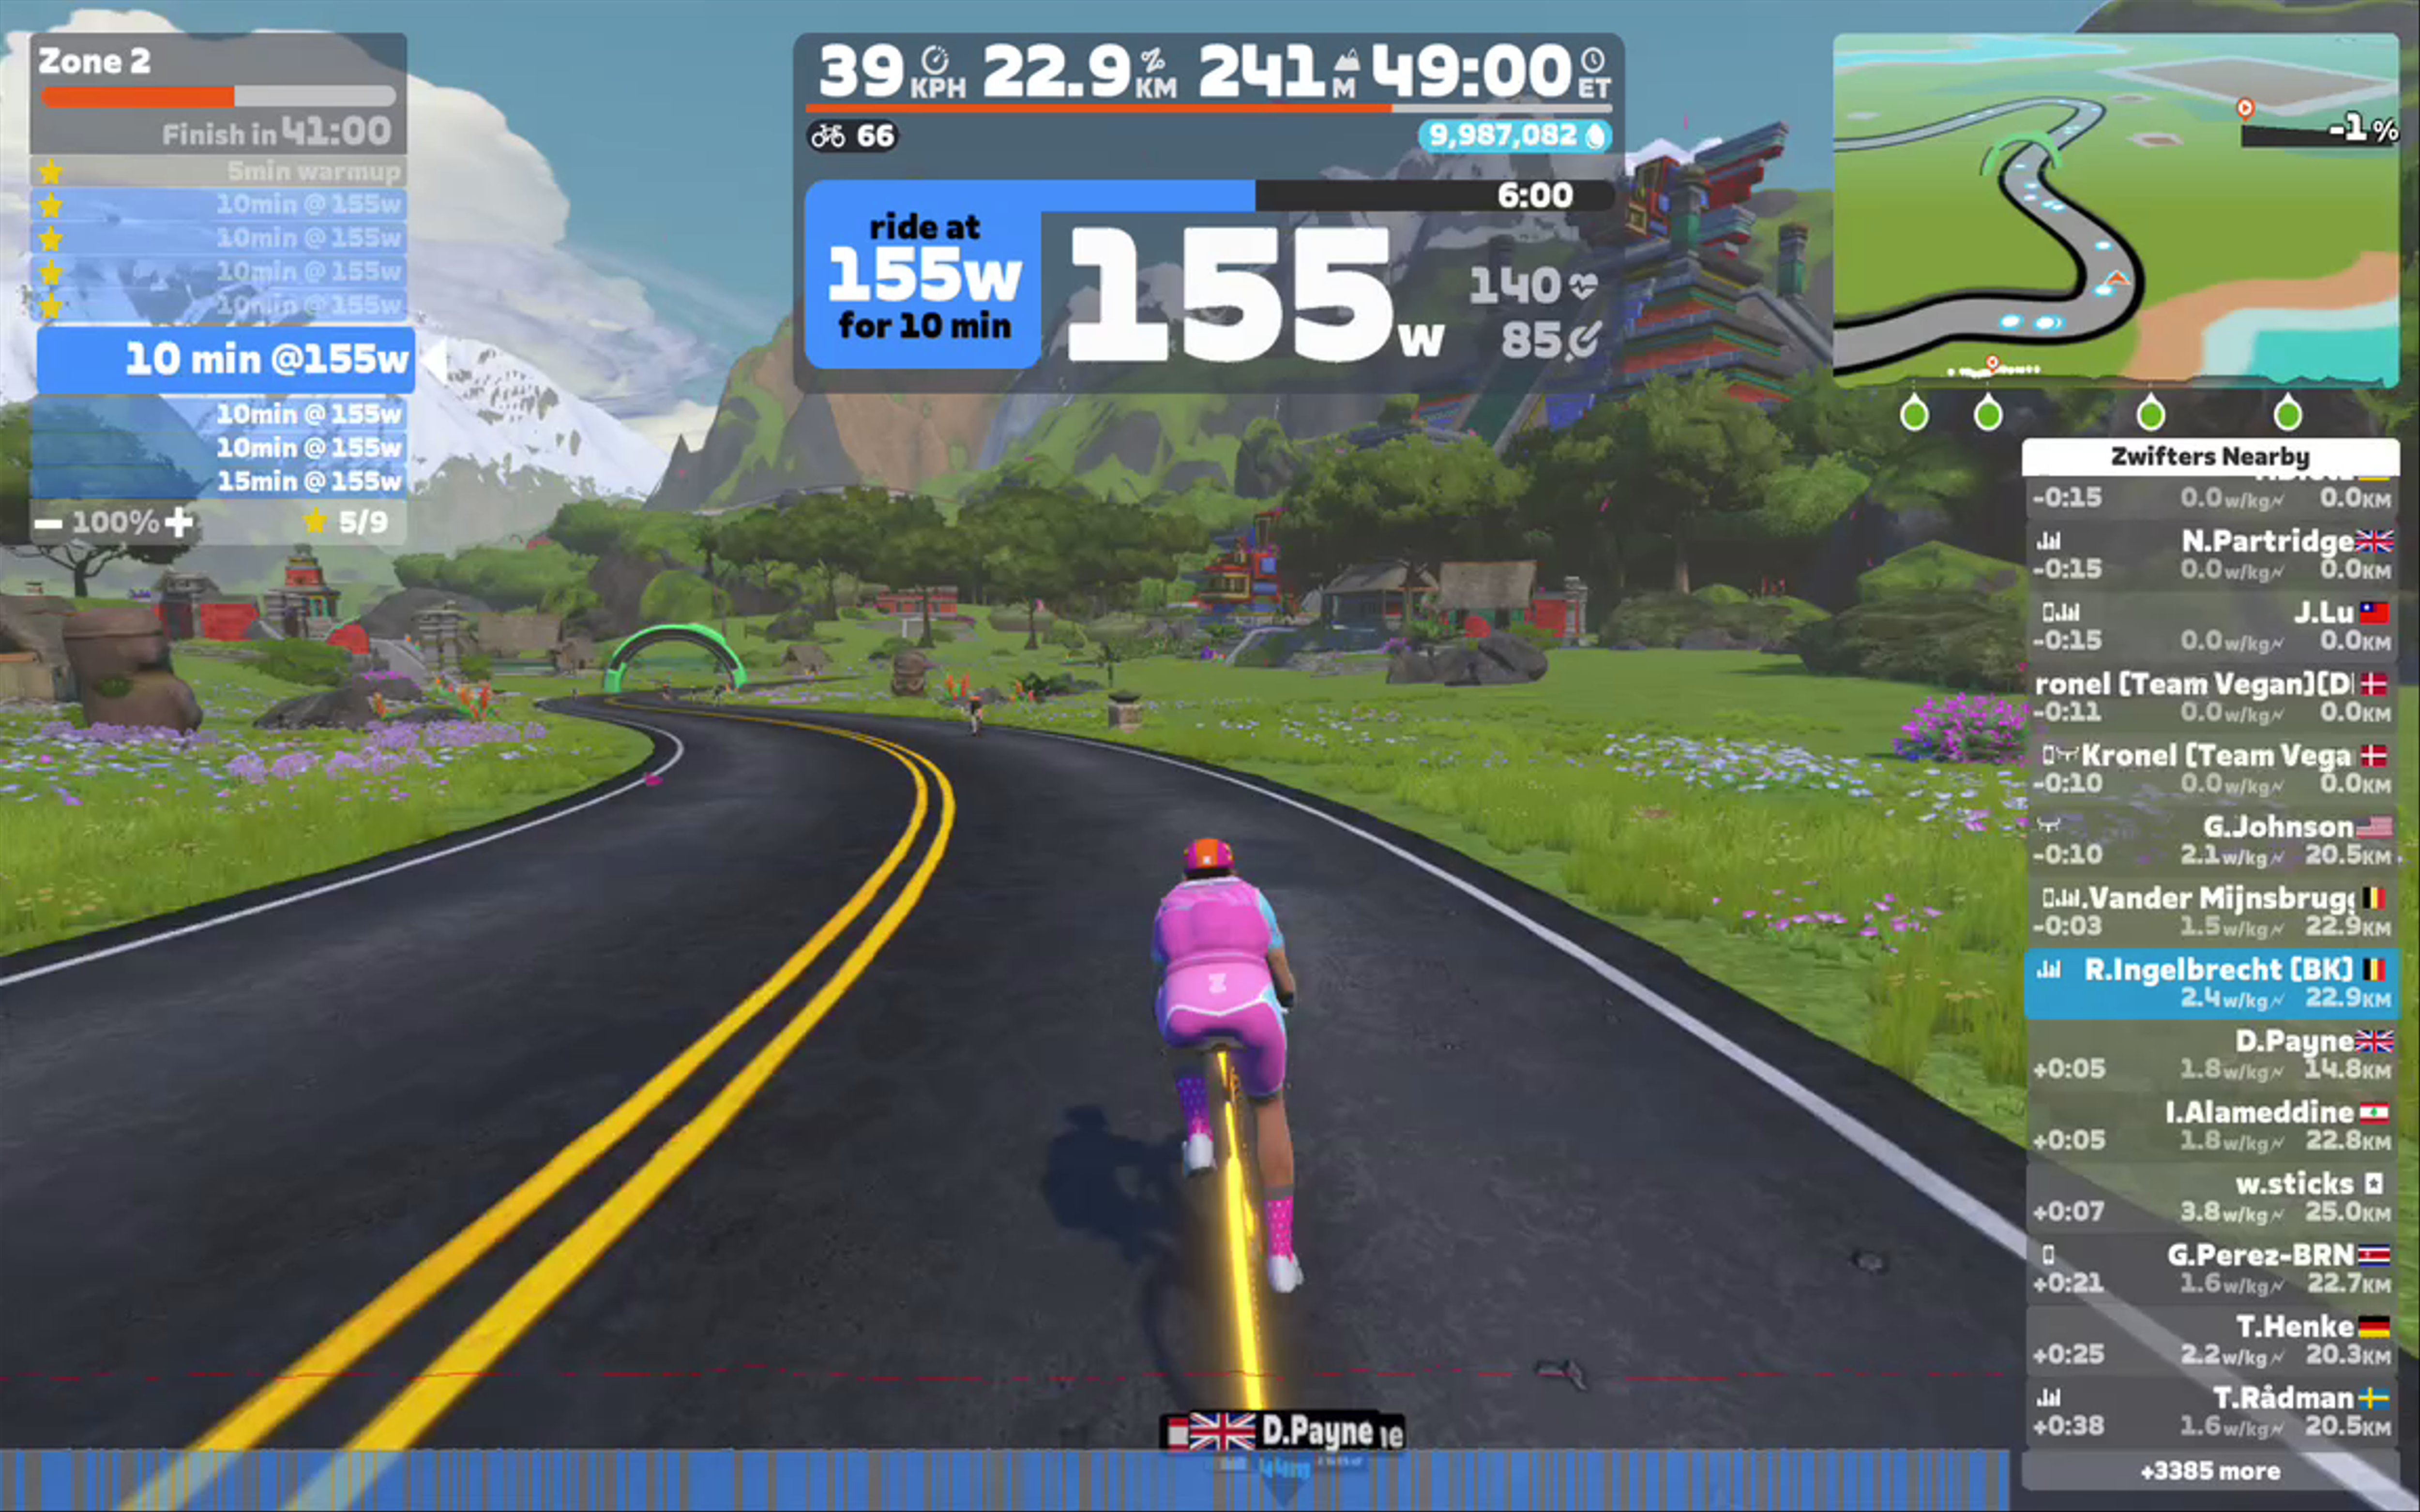 Zone 2
Finish in 41:00
5min warmup
10min @ 155w
10min @ 155w
10min @ 155w
10min @ 155w
10 min @155w
10min @ 155w
10min @ 155w
15min @ 155w
100%
5/9
39 KPH 22.9 KM 241 M 49:00 ET
66
9,987,082
6:00
ride at
155w
for 10 min
155w
140
85
-1%
Zwifters Nearby
-0:15 0.0w/kg 0.0KM
N.Partridge
-0:15 0.0w/kg 0.0KM
J.Lu
-0:15 0.0w/kg 0.0KM
ronel [Team Vegan][D
-0:11 0.0w/kg 0.0KM
Kronel [Team Vega
-0:10 0.0w/kg 0.0KM
G.Johnson
-0:10 2.1w/kg 20.5KM
.Vander Mijnsbrugg
-0:03 1.5w/kg 22.9KM
R.Ingelbrecht [BK]
2.4w/kg 22.9KM
D.Payne
+0:05 1.8w/kg 14.8KM
I.Alameddine
+0:05 1.8w/kg 22.8KM
w.sticks
+0:07 3.8w/kg 25.0KM
G.Perez-BRN
+0:21 1.6w/kg 22.7KM
T.Henke
+0:25 2.2w/kg 20.3KM
T.Rådman
+0:38 1.6w/kg 20.5KM
+3385 more
Z
D.Payne
44m